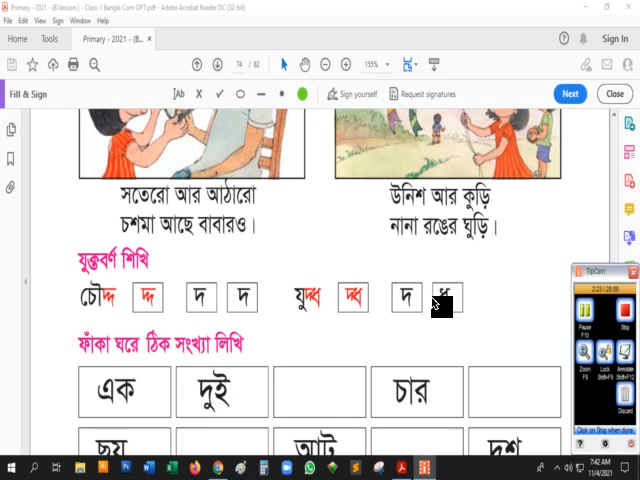 Primary - 2021 - (B.Version.) - Class-1 Bangla Com OPT.pdf - Adobe Acrobat Reader DC (32-bit)
File Edit View Sign Window Help
Home Tools Primary - 2021 - (B... × Sign In
74 / 82 155%
Fill & Sign Ab Sign yourself Request signatures Next Close
সতেরো আর আঠারো
চশমা আছে বাবারও।
উনিশ আর কুড়ি
নানা রঙের ঘুড়ি।
যুক্তবর্ণ শিখি
চৌদ্দ দ্দ দ দ যুদ্ধ দ্ধ দ ধ
ফাঁকা ঘরে ঠিক সংখ্যা লিখি
এক দুই চার
ছয় আট দশ
TipCam
2:23 / 20:00
Pause F10 Stop
Zoom F9 Lock Shift+F9 Annotate Shift+F12
Discard
Click on Stop when done.
7:42 AM
11/4/2021